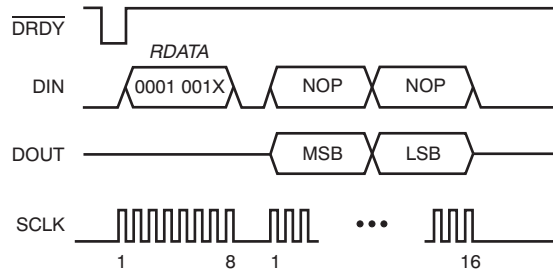 DRDY
RDATA
DIN 0001 001X NOP NOP
DOUT MSB LSB
SCLK •••
1 8 1 16